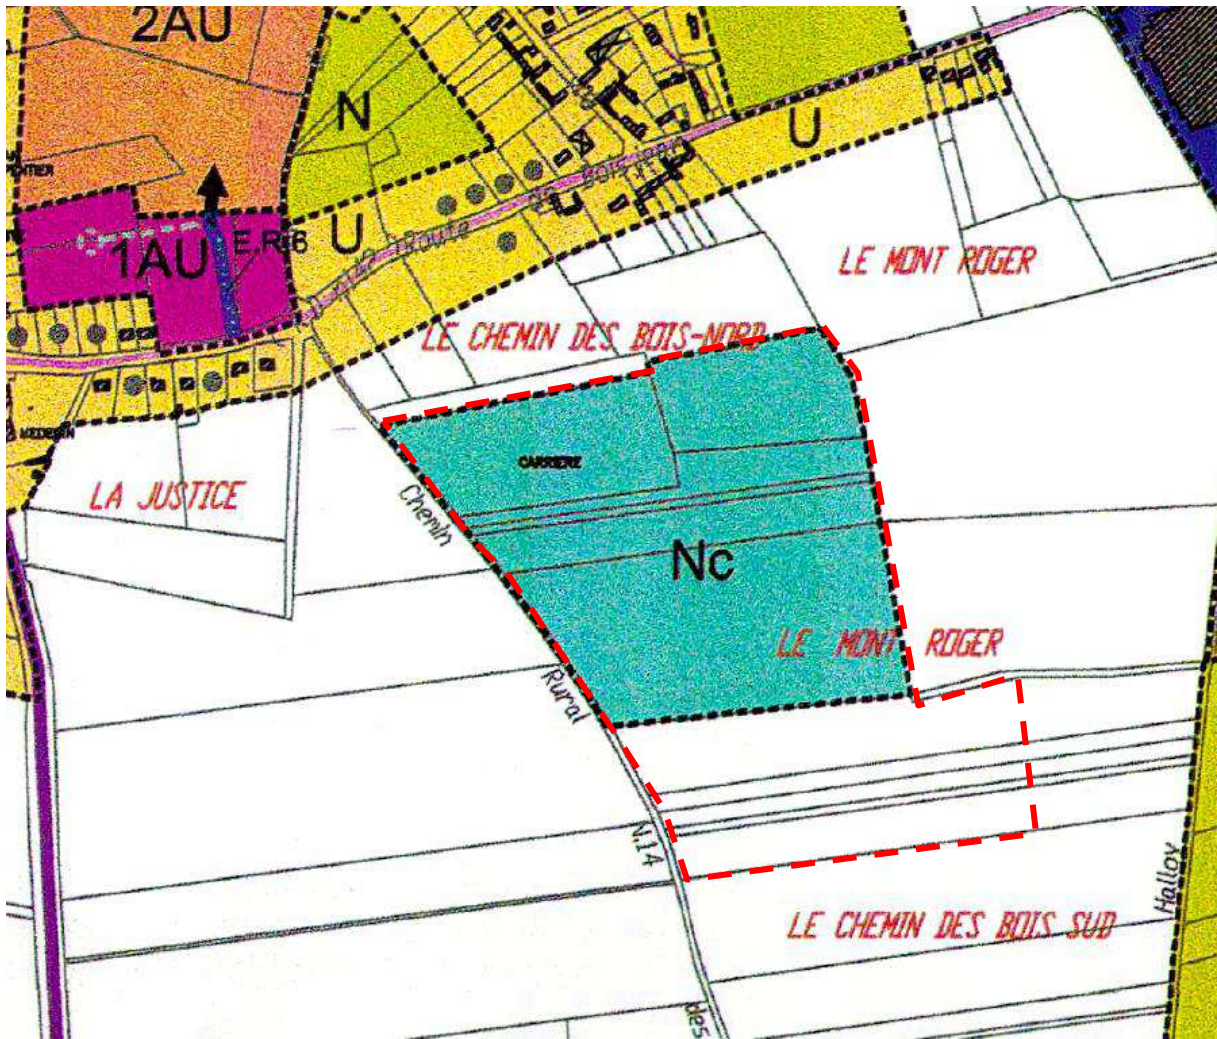 2AU
N
U
1AU
E.R.6
U
LE MONT ROGER
LE CHEMIN DES BOIS-NORD
CARRIERE
LA JUSTICE
Chemin
Nc
LE MONT ROGER
Rural
N.14
Halloy
LE CHEMIN DES BOIS SUD
des